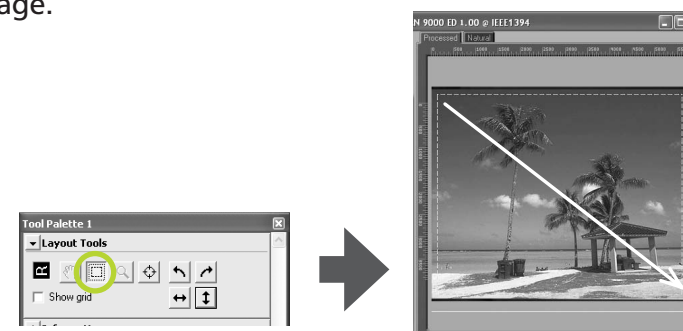 age.
N 9000 ED 1.00 @ IEEE1394
Processed Natural
Tool Palette 1
Layout Tools
R
Show grid